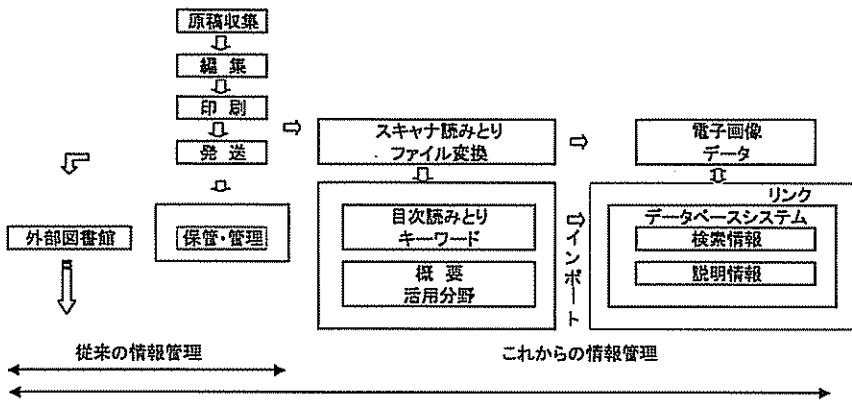 原稿収集
編 集
印 刷
発 送
外部図書館
保管・管理
スキャナ読みとり
ファイル変換
電子画像
データ
目次読みとり
キーワード
概 要
活用分野
インポート
リンク
データベースシステム
検索情報
説明情報
従来の情報管理
これからの情報管理